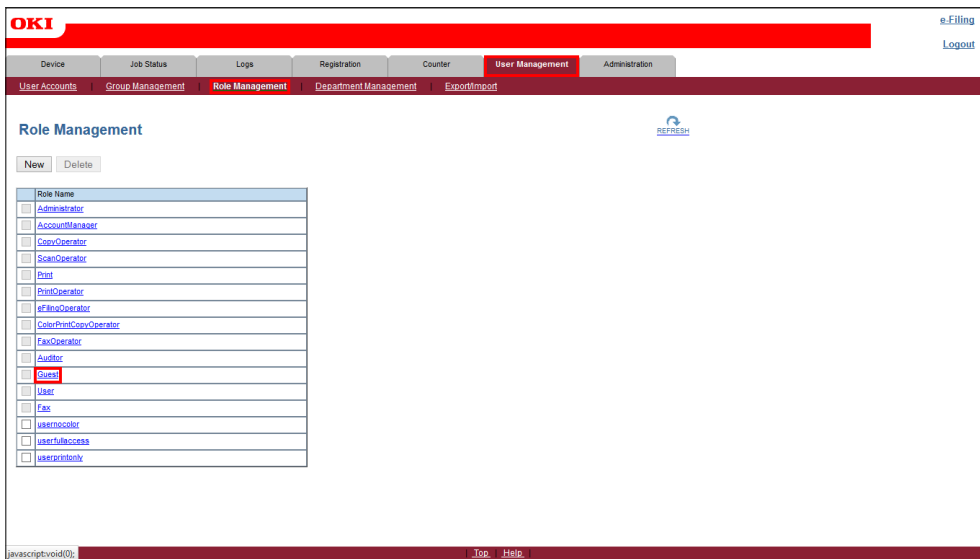 OKI
e-Filing
Logout
Device Job Status Logs Registration Counter User Management Administration
User Accounts | Group Management | Role Management | Department Management | Export/Import
Role Management
REFRESH
New Delete
Role Name
Administrator
AccountManager
CopyOperator
ScanOperator
Print
PrintOperator
eFilingOperator
ColorPrintCopyOperator
FaxOperator
Auditor
Guest
User
Fax
usernocolor
userfullaccess
userprintonly
javascript:void(0); | Top | Help |